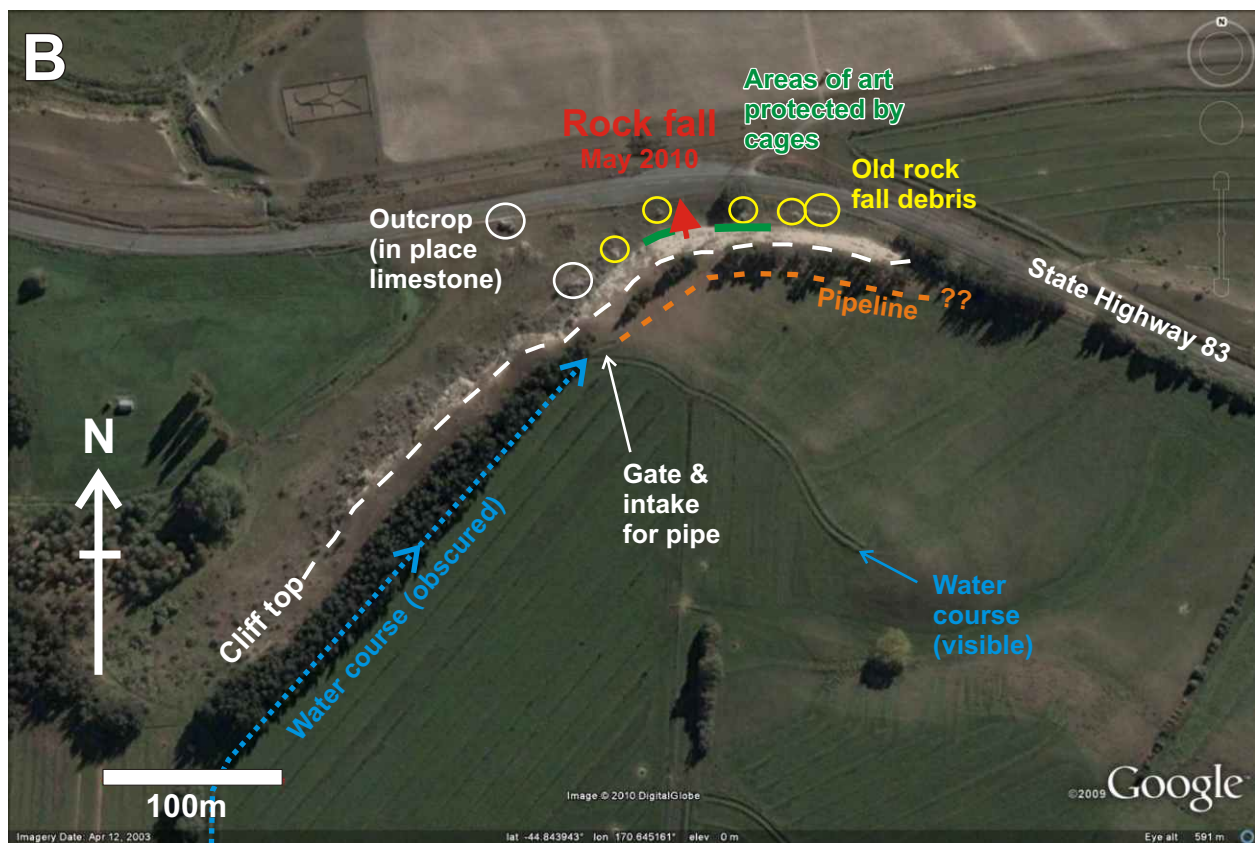 B
N
Areas of art
protected by
cages
Rock fall
May 2010
Old rock
fall debris
Outcrop
(in place
limestone)
State Highway 83
Pipeline ??
Gate &
intake
for pipe
Cliff top
Water course (obscured)
Water
course
(visible)
N
100m
Image © 2010 DigitalGlobe
©2009 Google
Imagery Date: Apr 12, 2003
lat -44.843943° lon 170.645161° elev 0 m
Eye alt 591 m